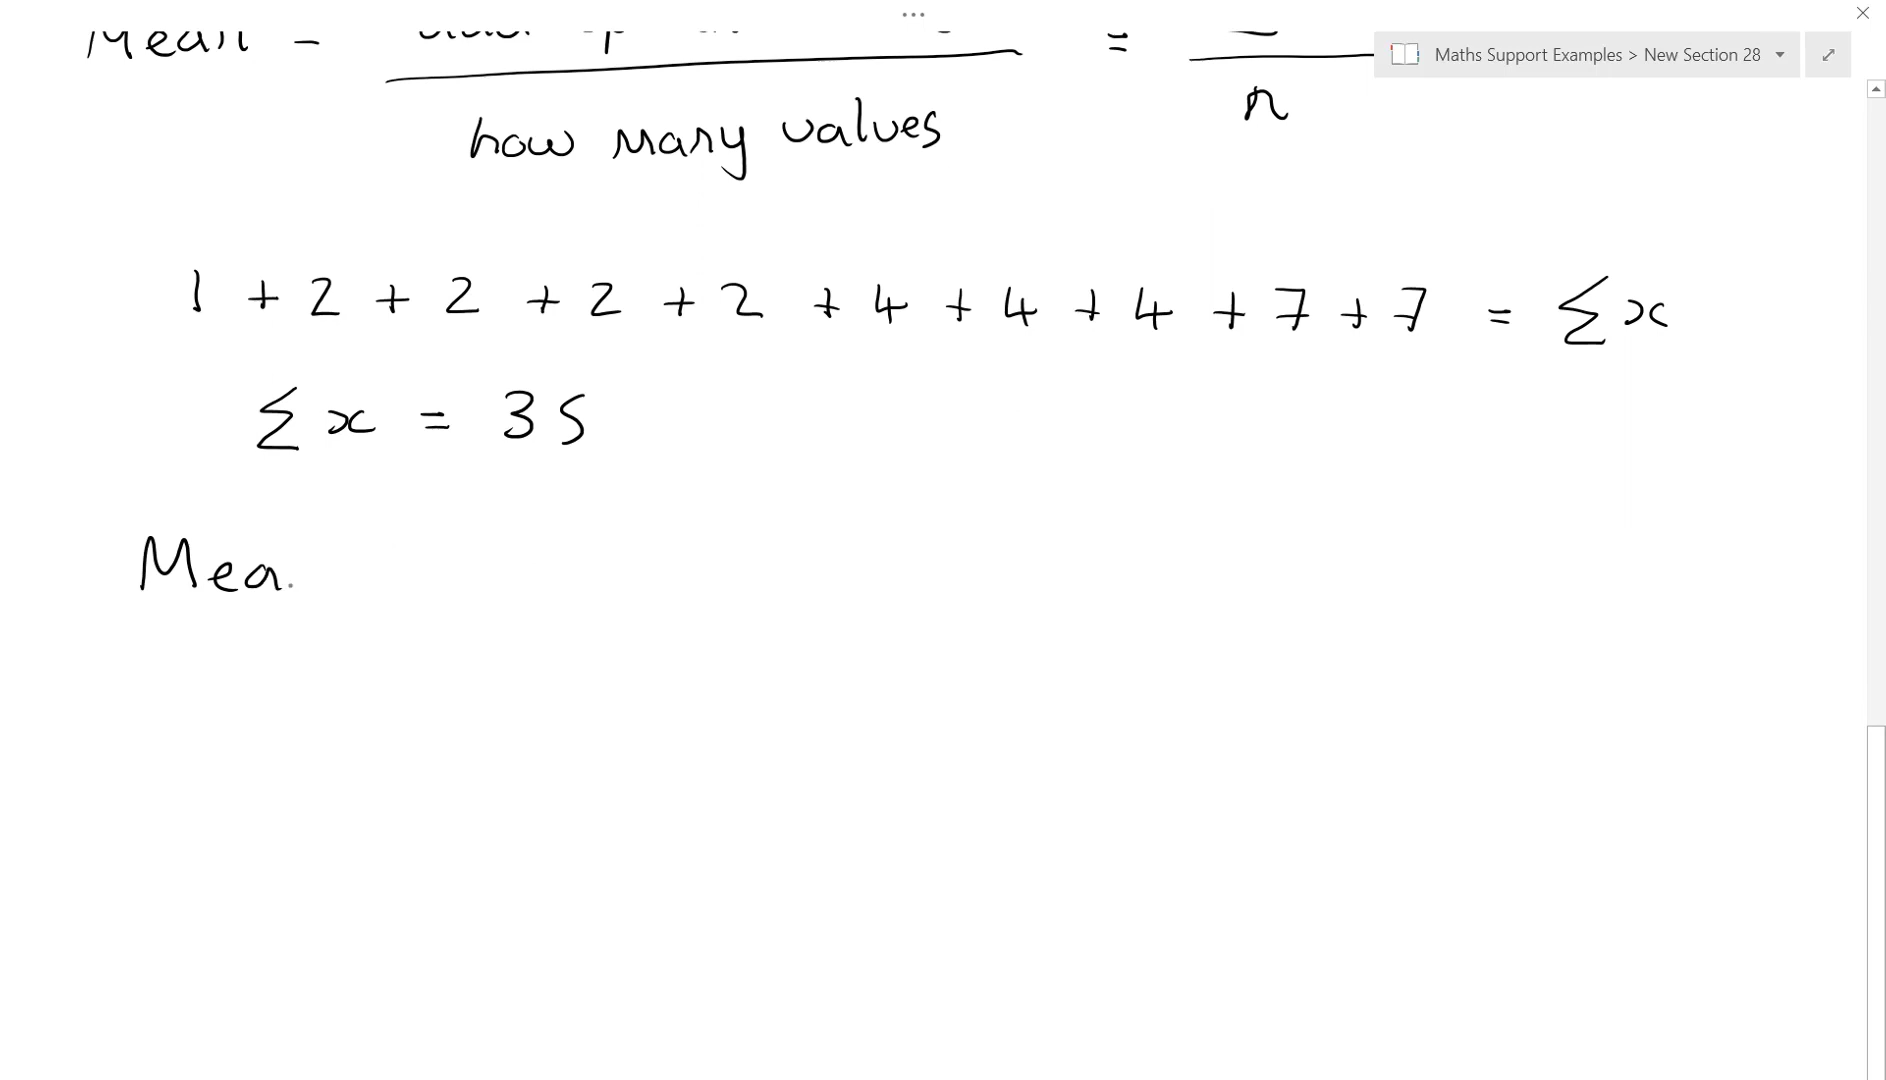 Mean =
= n
Maths Support Examples > New Section 28
how many values
1 + 2 + 2 + 2 + 2 + 4 + 4 + 4 + 7 + 7 = Σx
Σx = 35
Mea